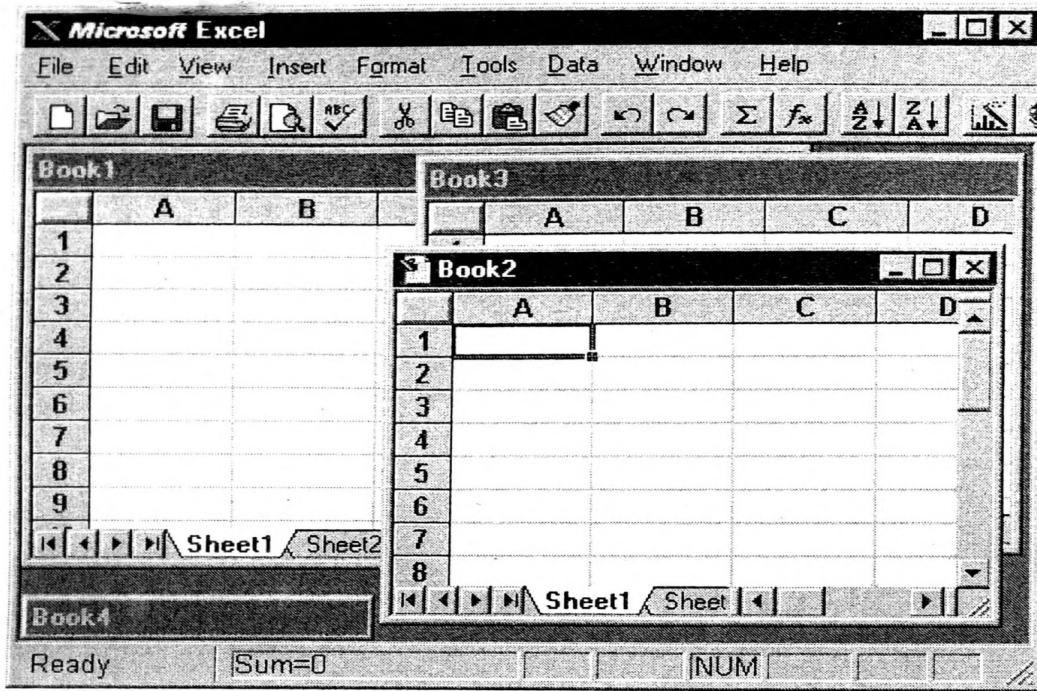 Microsoft Excel
File Edit View Insert Format Tools Data Window Help
ABC Σ fx A Z Z A
Book1
A B
1
2
3
4
5
6
7
8
9
Sheet1 Sheet2
Book3
A B C D
Book2
A B C D
1
2
3
4
5
6
7
8
Sheet1 Sheet
Book4
Ready Sum=0 NUM